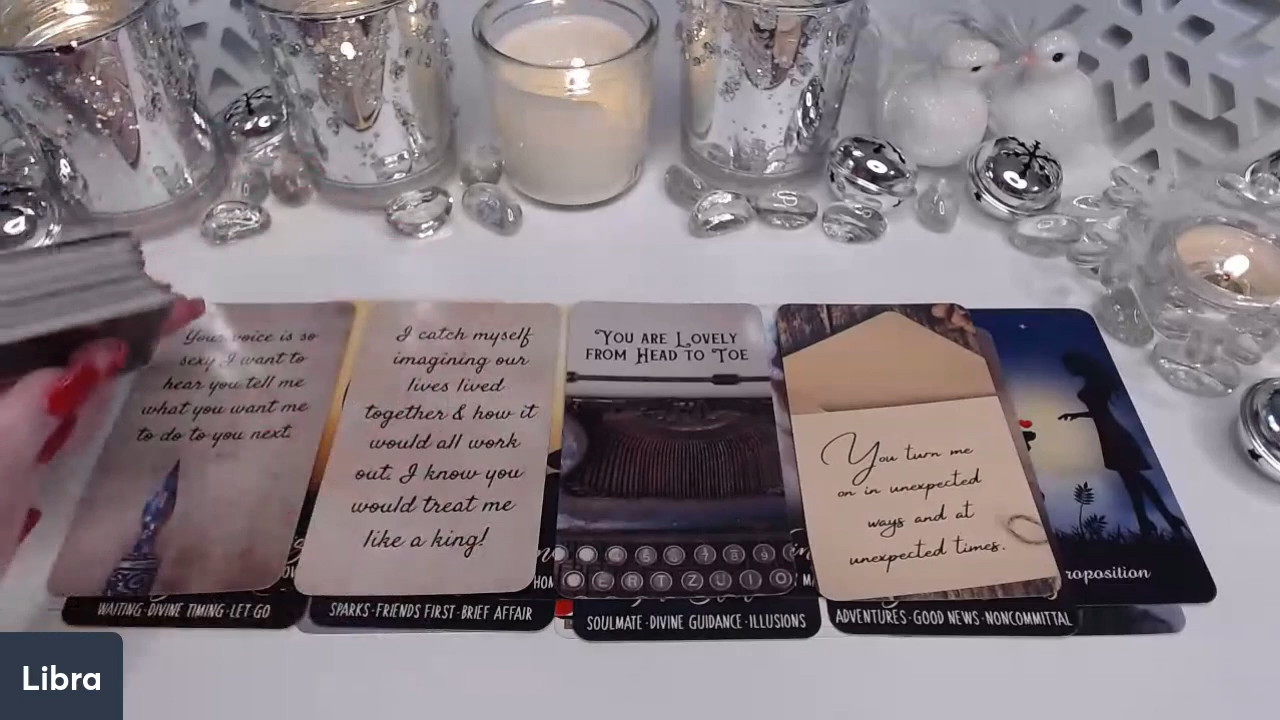 Your voice is so
sexy I want to
hear you tell me
what you want me
to do to you next.
I catch myself
imagining our
lives lived
together & how it
would all work
out. I know you
would treat me
like a king!
YOU ARE LOVELY
FROM HEAD TO TOE
E R T Z U I O
You turn me
on in unexpected
ways and at
unexpected times.
roposition
WAITING · DIVINE TIMING · LET GO
SPARKS · FRIENDS FIRST · BRIEF AFFAIR
HO
SOULMATE · DIVINE GUIDANCE · ILLUSIONS
ADVENTURES · GOOD NEWS · NONCOMMITTAL
Libra